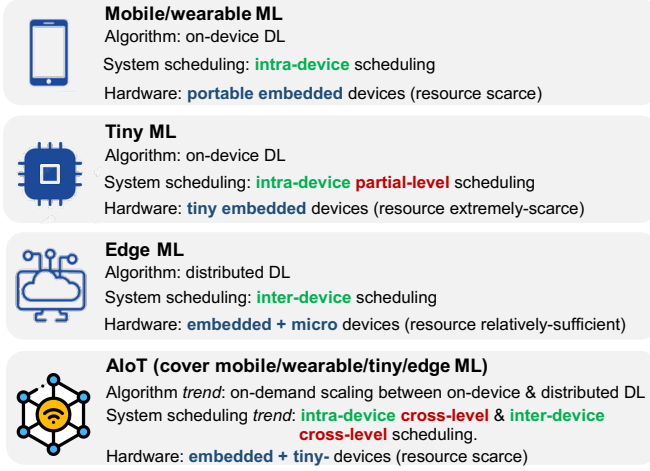 Mobile/wearable ML
Algorithm: on-device DL
System scheduling: intra-device scheduling
Hardware: portable embedded devices (resource scarce)
Tiny ML
Algorithm: on-device DL
System scheduling: intra-device partial-level scheduling
Hardware: tiny embedded devices (resource extremely-scarce)
Edge ML
Algorithm: distributed DL
System scheduling: inter-device scheduling
Hardware: embedded + micro devices (resource relatively-sufficient)
AIoT (cover mobile/wearable/tiny/edge ML)
Algorithm trend: on-demand scaling between on-device & distributed DL
System scheduling trend: intra-device cross-level & inter-device
cross-level scheduling.
Hardware: embedded + tiny- devices (resource scarce)